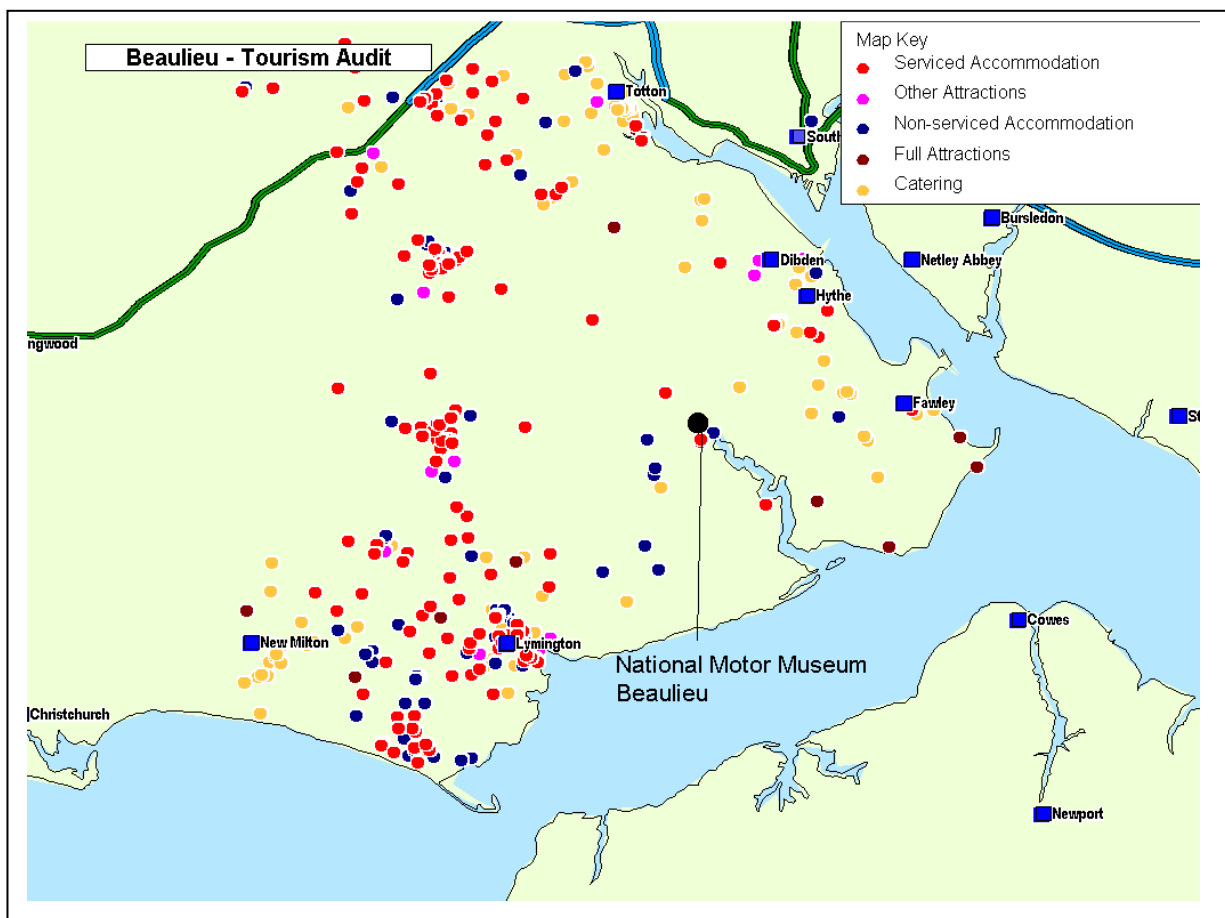 Beaulieu - Tourism Audit
Map Key
Serviced Accommodation
Other Attractions
Non-serviced Accommodation
Full Attractions
Catering
Totton
South
Bursledon
Dibden
Netley Abbey
Hythe
ngwood
Fawley
St
Cowes
New Milton
Lymington
National Motor Museum
Beaulieu
Christchurch
Newport